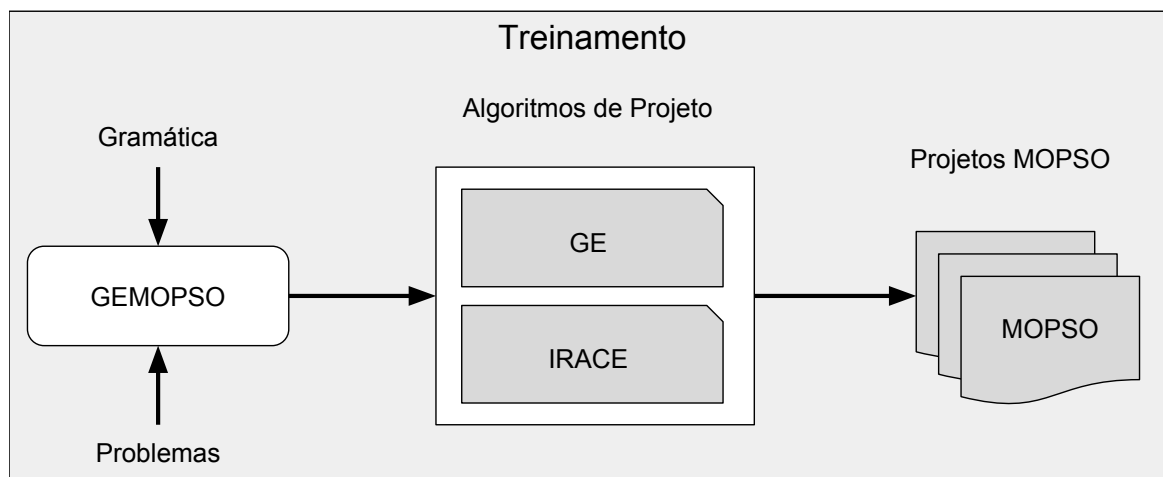 Treinamento
Algoritmos de Projeto
Gramática
Projetos MOPSO
GE
GEMOPSO
IRACE
MOPSO
Problemas